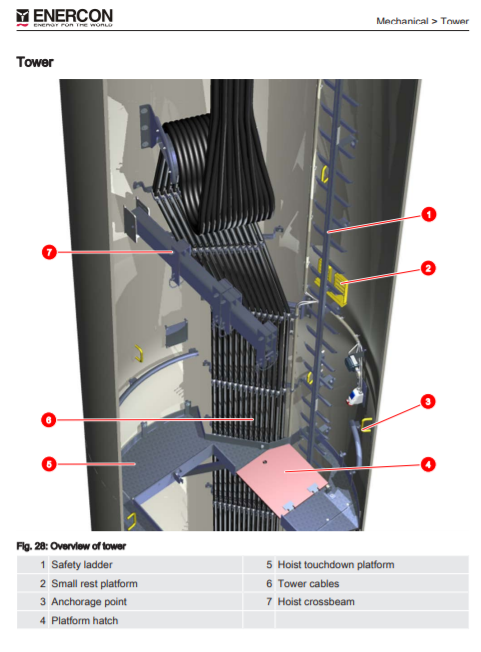 ENERCON
ENERGY FOR THE WORLD
Mechanical > Tower
Tower
1
2
7
3
6
5
4
Fig. 28: Overview of tower
1 Safety ladder 5 Hoist touchdown platform
2 Small rest platform 6 Tower cables
3 Anchorage point 7 Hoist crossbeam
4 Platform hatch